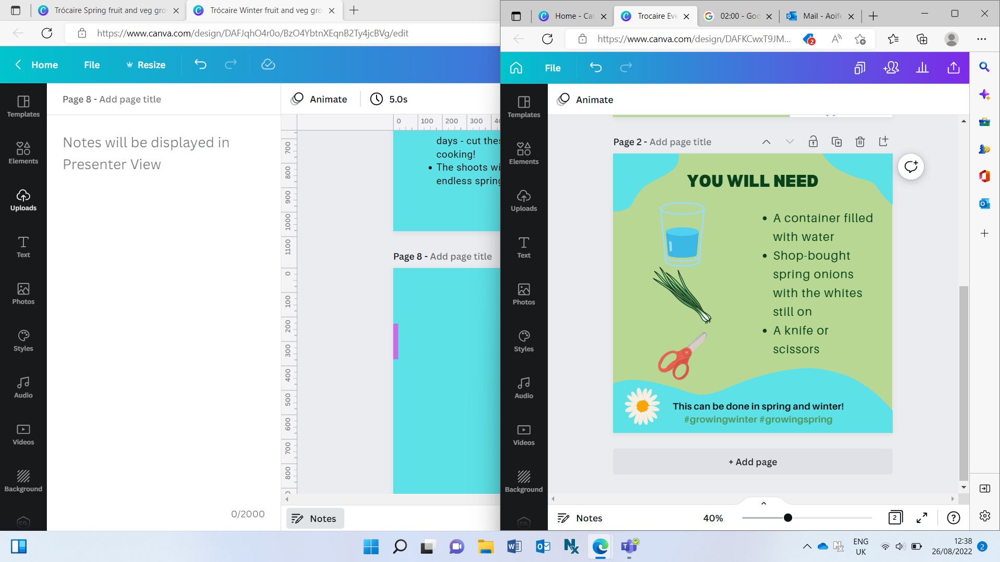 Trócaire Spring fruit and veg gro
Trócaire Winter fruit and veg gro
https://www.canva.com/design/DAFJqhO4r0o/BzO4YbtnXEqnB2Ty4jcBVg/edit
Home
File
Resize
Page 8 - Add page title
Notes will be displayed in
Presenter View
0/2000
Templates
Elements
Uploads
Text
Photos
Styles
Audio
Videos
Background
Animate
5.0s
0 100 200 300
700
800
900
1000
1100
days - cut thes
cooking!
• The shoots wi
endless spring
Page 8 - Add page title
0
100
200
300
400
500
600
700
800
Notes
Home - Ca
Trocaire Eve
02:00 - Goo
Mail - Aoife
https://www.canva.com/design/DAFKCwxT9JM...
2
File
Animate
Templates
Elements
Uploads
Text
Photos
Styles
Audio
Videos
Background
CO.
Page 2 - Add page title
YOU WILL NEED
• A container filled
with water
• Shop-bought
spring onions
with the whites
still on
• A knife or
scissors
This can be done in spring and winter!
#growingwinter #growingspring
+ Add page
Notes
40%
2
?
ENG
UK
12:38
26/08/2022
2